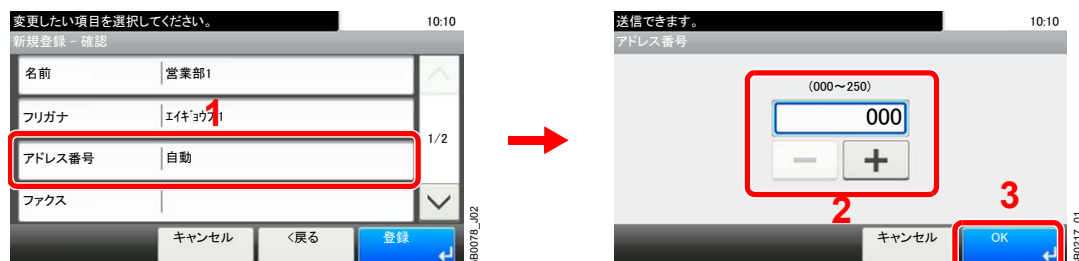 変更したい項目を選択してください。
10:10
新規登録 - 確認
名前 営業部1
フリガナ ｴｲｷﾞｮｳﾌﾞ1
1
アドレス番号 自動
1/2
ファクス
キャンセル
<戻る
登録
B0078_J02
送信できます。
10:10
アドレス番号
(000～250)
000
2
3
キャンセル
OK
B0217_01